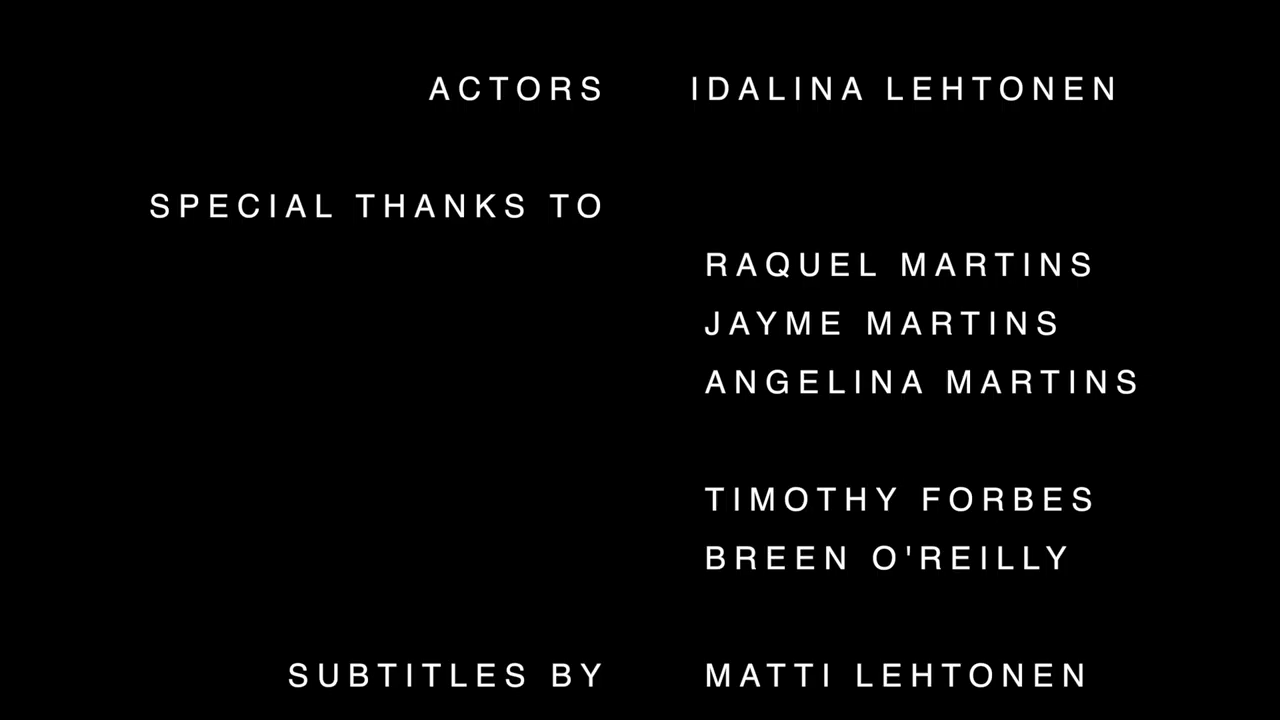 ACTORS IDALINA LEHTONEN
SPECIAL THANKS TO
RAQUEL MARTINS
JAYME MARTINS
ANGELINA MARTINS
TIMOTHY FORBES
BREEN O'REILLY
SUBTITLES BY MATTI LEHTONEN